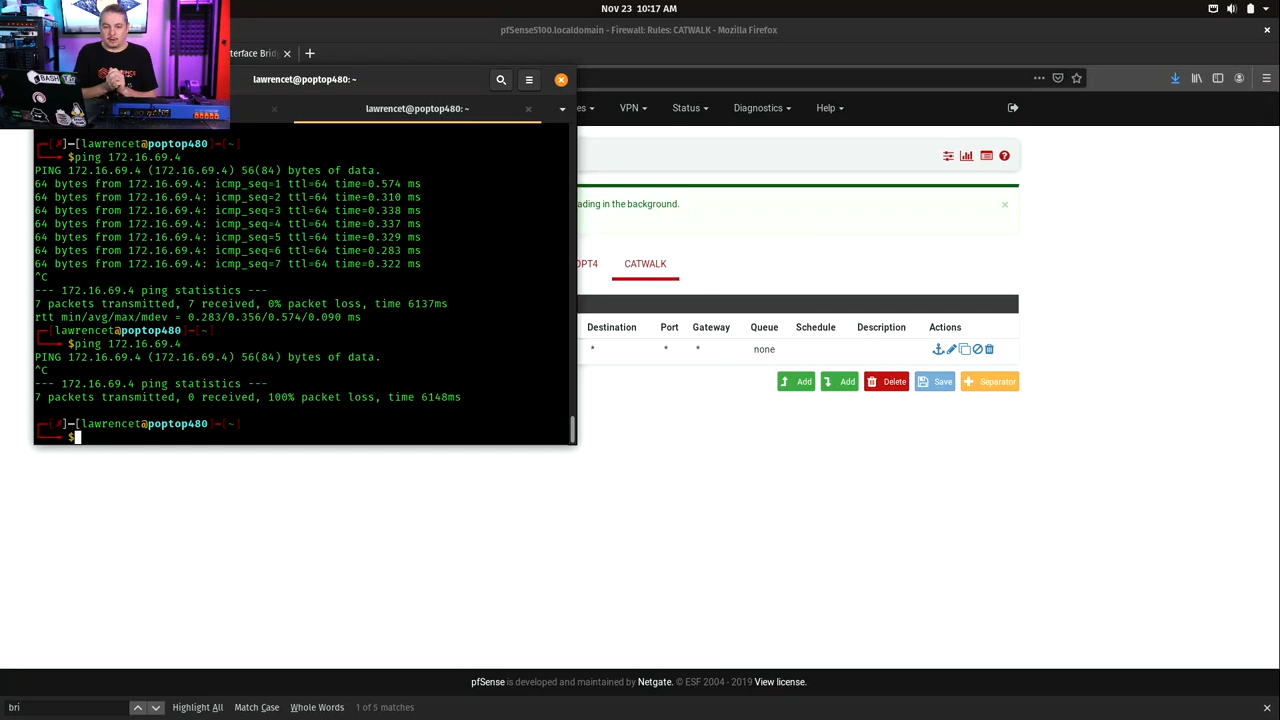 Nov 23 10:17 AM
pfSense5100.localdomain - Firewall: Rules: CATWALK - Mozilla Firefox
terface Brid
lawrencet@poptop480: ~
lawrencet@poptop480: ~
es VPN Status Diagnostics Help
┌─[✗]─[lawrencet@poptop480]─[~]
└──╼ $ping 172.16.69.4
PING 172.16.69.4 (172.16.69.4) 56(84) bytes of data.
64 bytes from 172.16.69.4: icmp_seq=1 ttl=64 time=0.574 ms
64 bytes from 172.16.69.4: icmp_seq=2 ttl=64 time=0.310 ms
64 bytes from 172.16.69.4: icmp_seq=3 ttl=64 time=0.338 ms
64 bytes from 172.16.69.4: icmp_seq=4 ttl=64 time=0.337 ms
64 bytes from 172.16.69.4: icmp_seq=5 ttl=64 time=0.329 ms
64 bytes from 172.16.69.4: icmp_seq=6 ttl=64 time=0.283 ms
64 bytes from 172.16.69.4: icmp_seq=7 ttl=64 time=0.322 ms
^C
--- 172.16.69.4 ping statistics ---
7 packets transmitted, 7 received, 0% packet loss, time 6137ms
rtt min/avg/max/mdev = 0.283/0.356/0.574/0.090 ms
┌─[lawrencet@poptop480]─[~]
└──╼ $ping 172.16.69.4
PING 172.16.69.4 (172.16.69.4) 56(84) bytes of data.
^C
--- 172.16.69.4 ping statistics ---
7 packets transmitted, 0 received, 100% packet loss, time 6148ms
┌─[✗]─[lawrencet@poptop480]─[~]
└──╼ $
ading in the background.
OPT4 CATWALK
Destination Port Gateway Queue Schedule Description Actions
* * * none
Add Add Delete Save Separator
pfSense is developed and maintained by Netgate. © ESF 2004 - 2019 View license.
bri Highlight All Match Case Whole Words 1 of 5 matches
BASH